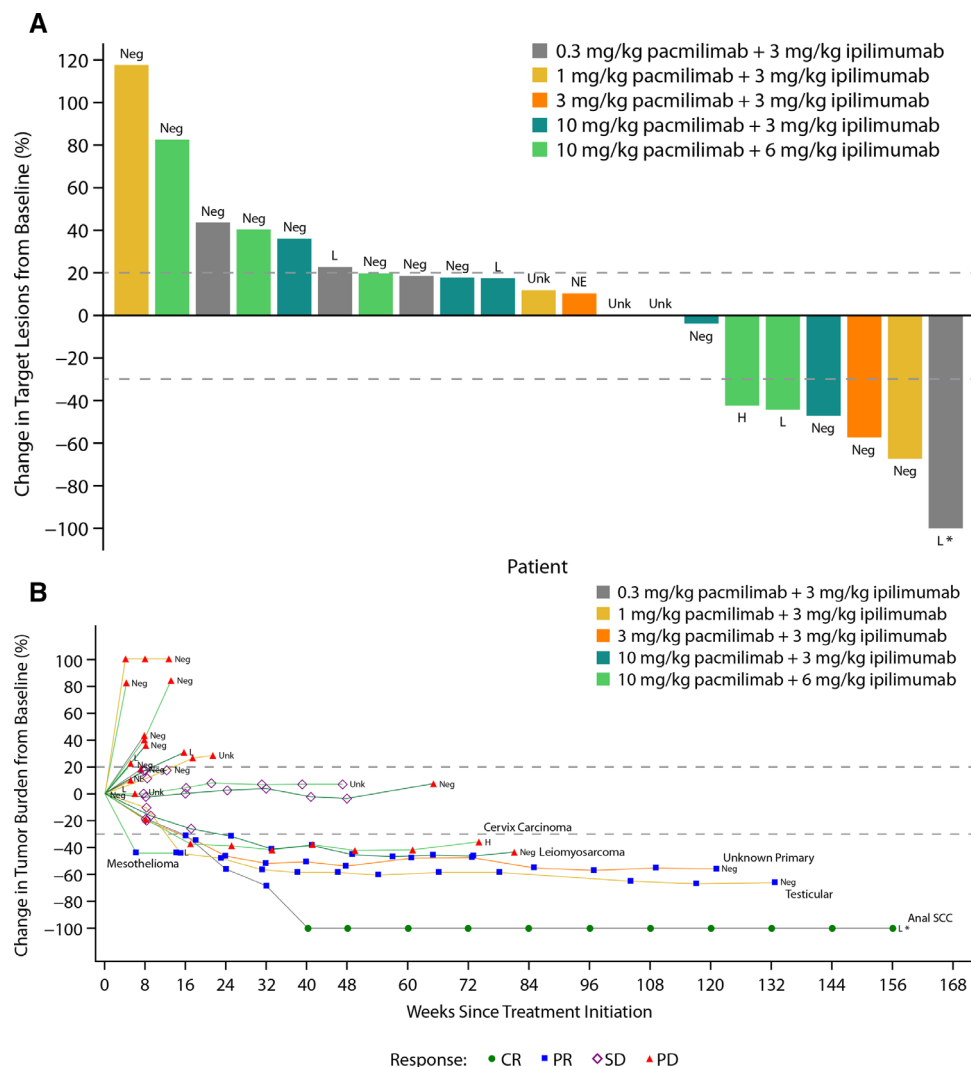 A
Change in Target Lesions from Baseline (%)
120
100
80
60
40
20
0
−20
−40
−60
−80
−100
0.3 mg/kg pacmilimab + 3 mg/kg ipilimumab
1 mg/kg pacmilimab + 3 mg/kg ipilimumab
3 mg/kg pacmilimab + 3 mg/kg ipilimumab
10 mg/kg pacmilimab + 3 mg/kg ipilimumab
10 mg/kg pacmilimab + 6 mg/kg ipilimumab
Neg
Neg
Neg
Neg
Neg
L
Neg
Neg
Neg
L
Unk
NE
Unk
Unk
Neg
H
L
Neg
Neg
Neg
L *
Patient
B
Change in Tumor Burden from Baseline (%)
100
80
60
40
20
0
−20
−40
−60
−80
−100
0.3 mg/kg pacmilimab + 3 mg/kg ipilimumab
1 mg/kg pacmilimab + 3 mg/kg ipilimumab
3 mg/kg pacmilimab + 3 mg/kg ipilimumab
10 mg/kg pacmilimab + 3 mg/kg ipilimumab
10 mg/kg pacmilimab + 6 mg/kg ipilimumab
Neg
Neg
Neg
Neg
Neg
L
L
Unk
Neg
Neg
Neg
NE
L
Neg
Unk
Unk
Neg
Cervix Carcinoma
H
Mesothelioma
L
Neg Leiomyosarcoma
Unknown Primary
Neg
Neg
Testicular
Anal SCC
L *
0 8 16 24 32 40 48 60 72 84 96 108 120 132 144 156 168
Weeks Since Treatment Initiation
Response: CR PR SD PD